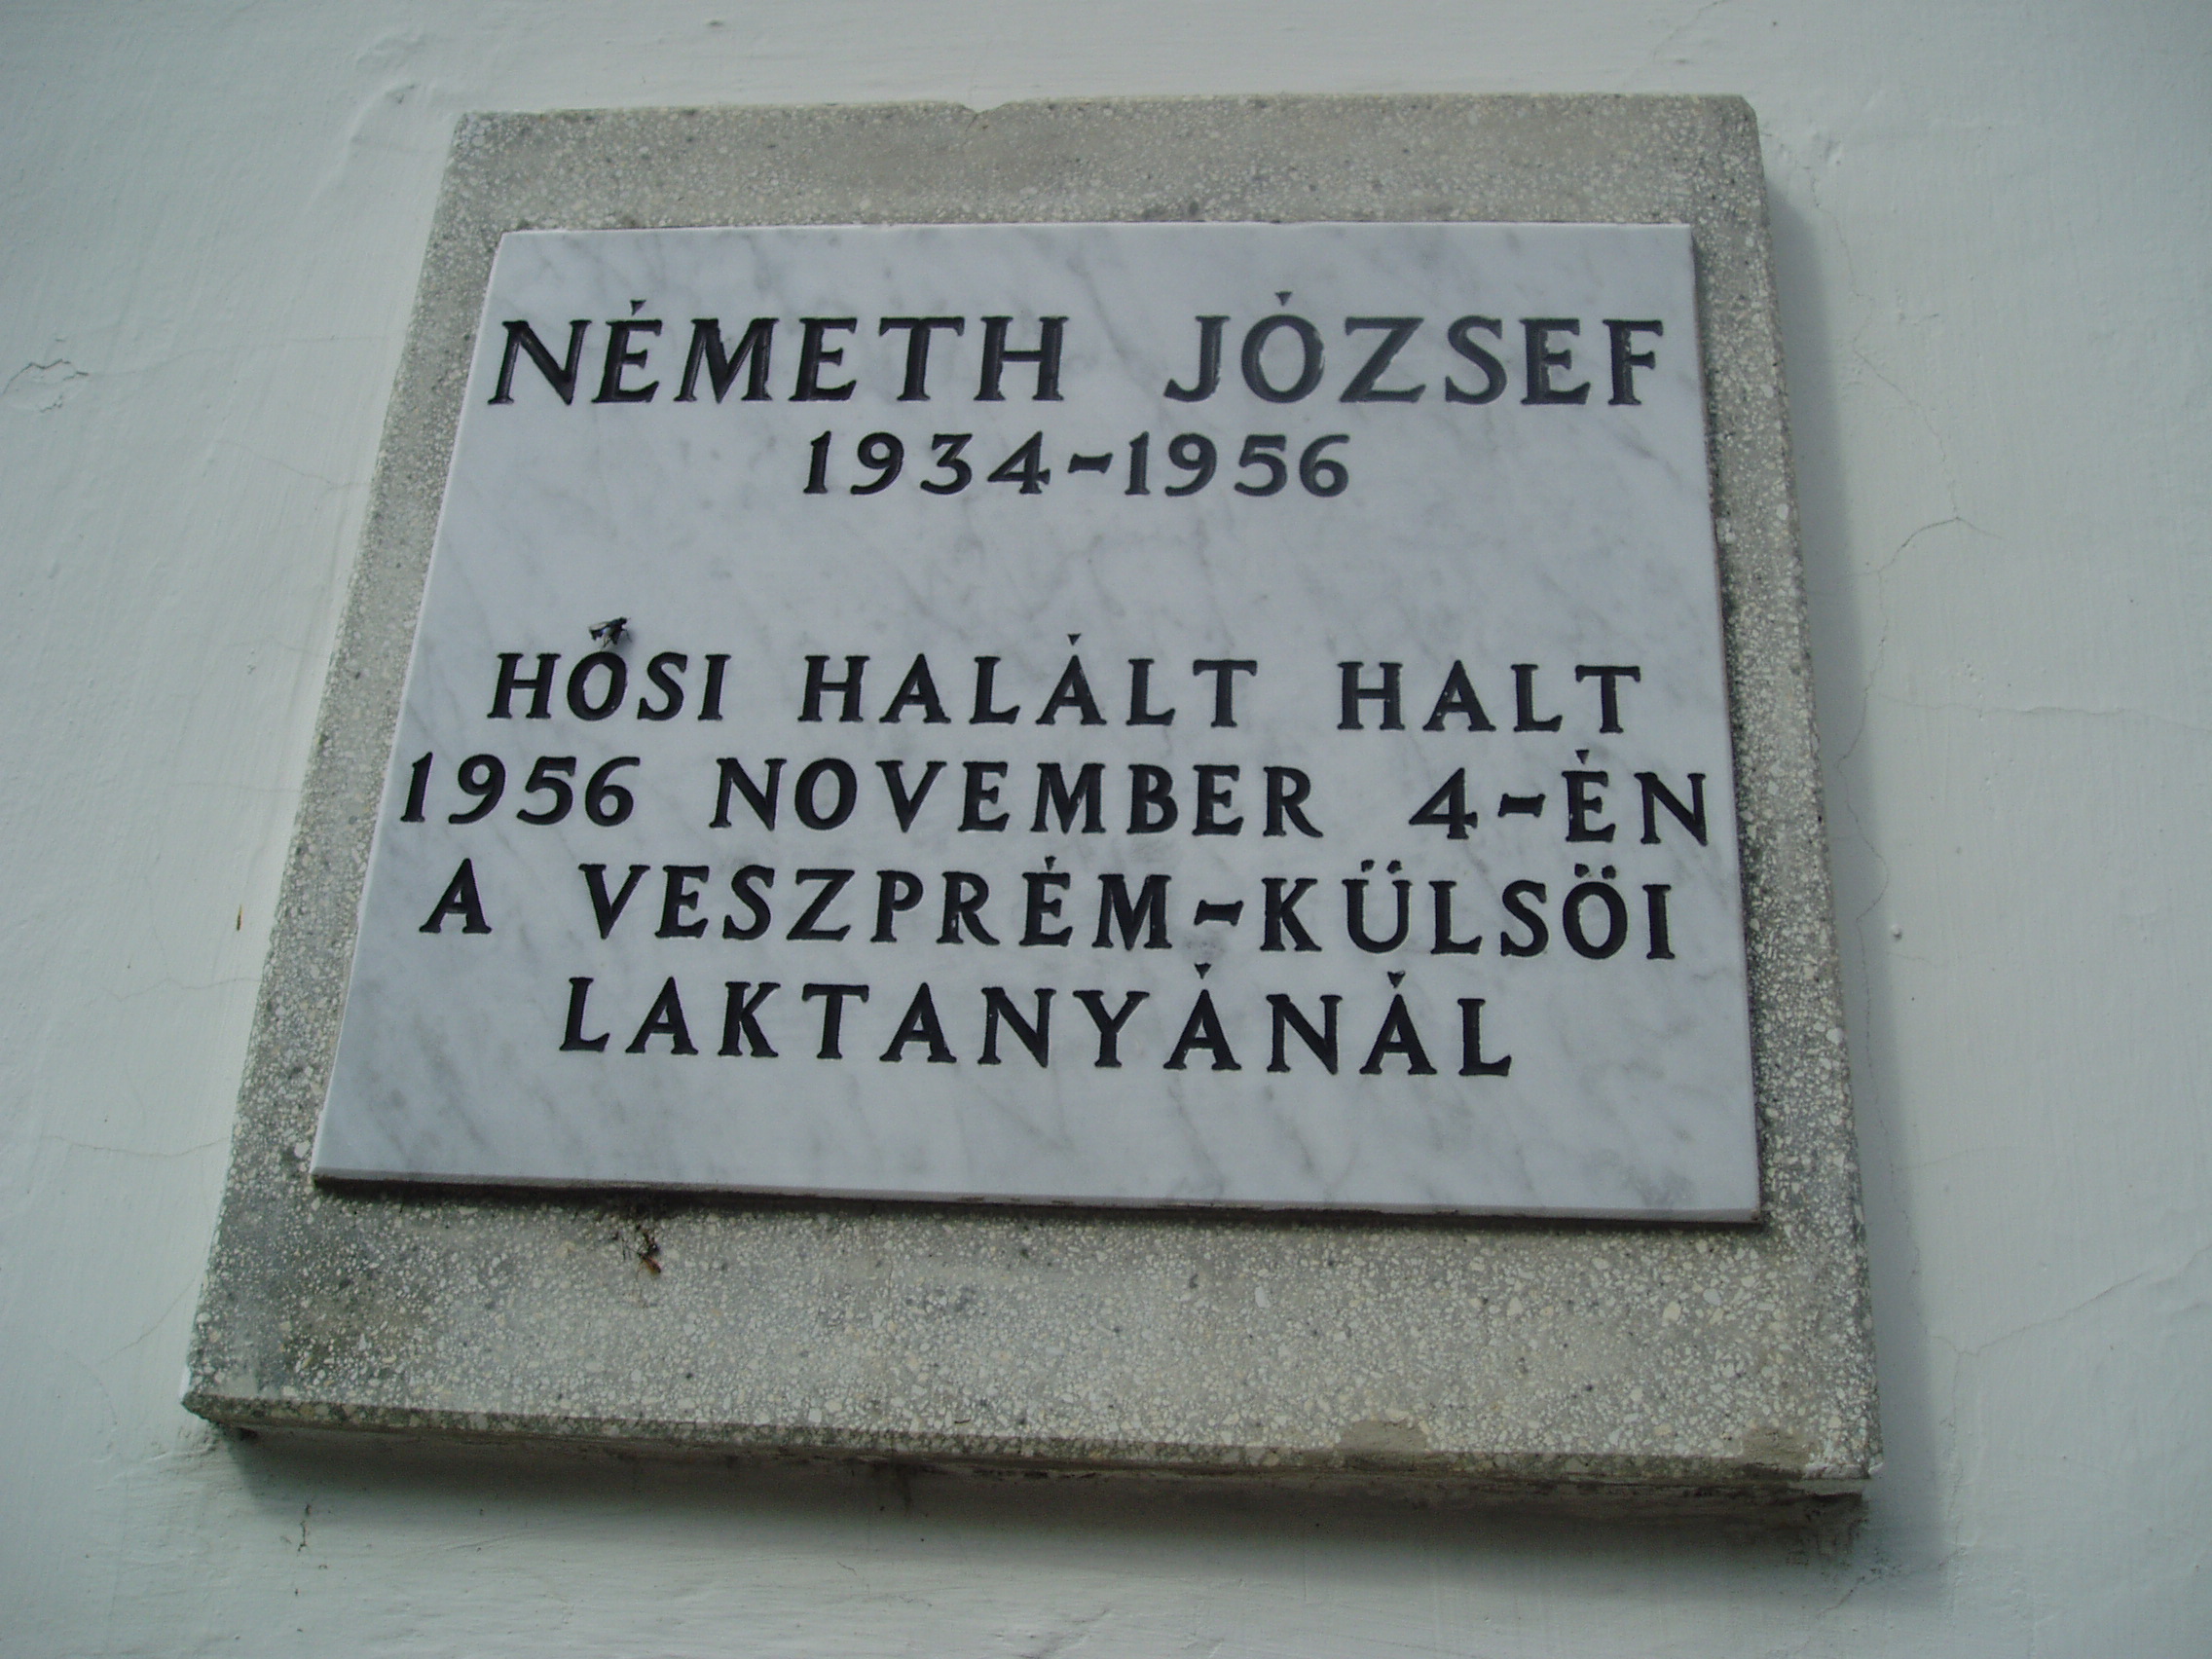 NÉMETH JÓZSEF
1934-1956
HŐSI HALÁLT HALT
1956 NOVEMBER 4-ÉN
A VESZPRÉM-KÜLSÖI
LAKTANYÁNÁL